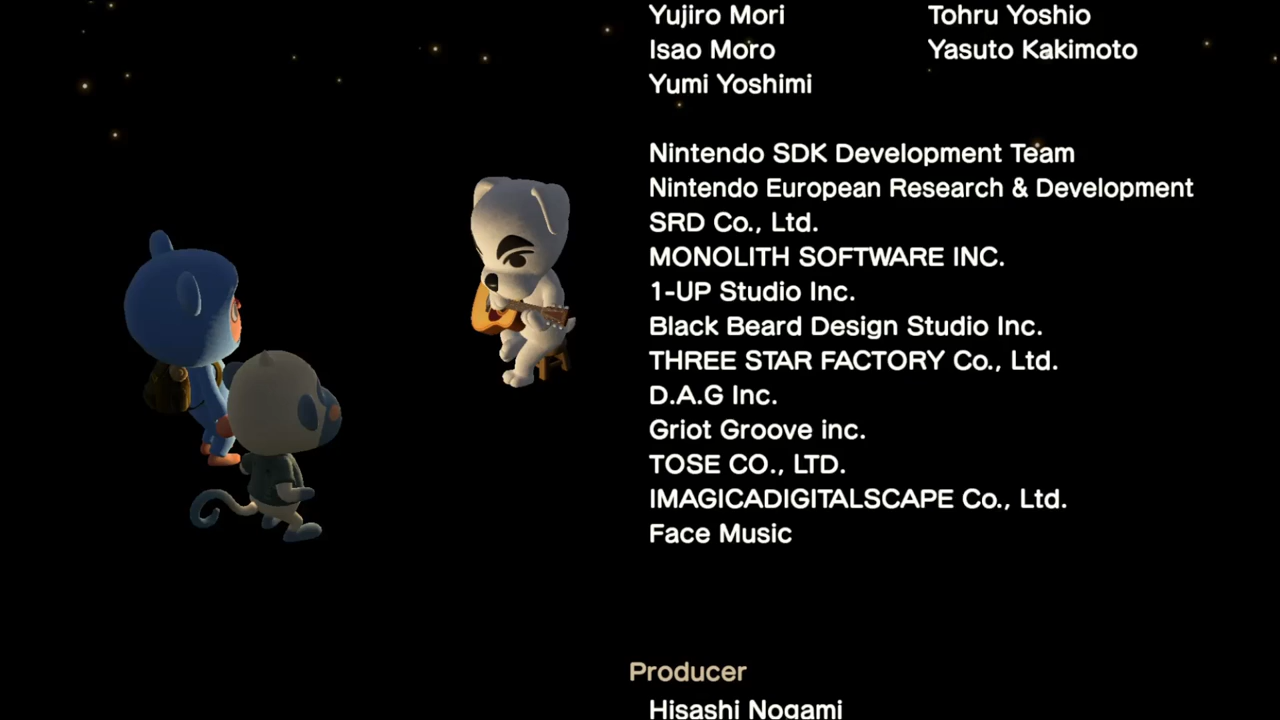 Yujiro Mori Tohru Yoshio
Isao Moro Yasuto Kakimoto
Yumi Yoshimi
Nintendo SDK Development Team
Nintendo European Research & Development
SRD Co., Ltd.
MONOLITH SOFTWARE INC.
1-UP Studio Inc.
Black Beard Design Studio Inc.
THREE STAR FACTORY Co., Ltd.
D.A.G Inc.
Griot Groove inc.
TOSE CO., LTD.
IMAGICADIGITALSCAPE Co., Ltd.
Face Music
Producer
Hisashi Nogami